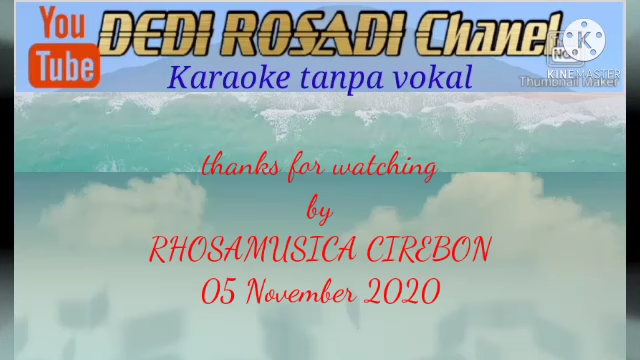 You
Tube
DEDI ROSADI Chanel
Karaoke tanpa vokal
KINEMASTER
Thumbnail Maker
thanks for watching
by
RHOSAMUSICA CIREBON
05 November 2020